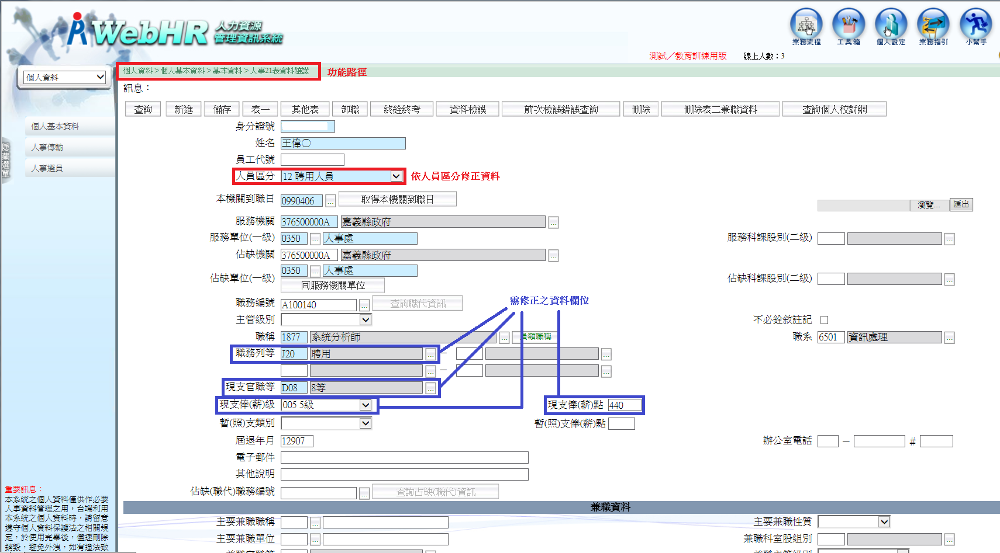 WebHR 人力資源管理資訊系統
業務流程 工具箱 個人設定 業務指引 小幫手
測試／教育訓練用版 線上人數：3
個人資料
個人資料 > 個人基本資料 > 基本資料 > 人事21表資料維護 功能路徑
訊息：
查詢 新進 儲存 表一 其他表 卸職 終銓終考 資料檢誤 前次檢誤錯誤查詢 刪除 刪除表二兼職資料 查詢個人校對網
個人基本資料
人事傳輸
人事選員
隱藏選單
身分證號
姓名 王偉〇
員工代號
人員區分 12 聘用人員 依人員區分修正資料
本機關到職日 0990406 ... 取得本機關到職日
瀏覽... 匯出
服務機關 376500000A 嘉義縣政府 ...
服務單位(一級) 0350 ... 人事處 服務科課股別(二級) ...
佔缺機關 376500000A 嘉義縣政府 ...
佔缺單位(一級) 0350 ... 人事處 佔缺科課股別(二級) ...
同服務機關單位
職務編號 A100140 ... 查詢職代資訊 需修正之資料欄位
主管級別 不必銓敘註記
職稱 1877 系統分析師 ... 員額職稱 職系 6501 資訊處理 ...
職務列等 J20 聘用 ... – ...
... – ...
現支官職等 D08 8等 ...
現支俸(薪)級 005 5級 現支俸(薪)點 440
暫(照)支類別 暫(照)支俸(薪)點
屆退年月 12907 辦公室電話 – #
電子郵件
其他說明
佔缺(職代)職務編號 ... 查詢占缺(職代)資訊
兼職資料
主要兼職職稱 ... 主要兼職性質
主要兼職單位 ... 兼職科室股組別 ...
重要訊息：
本系統之個人資料僅供作必要
人事資料管理之用，台端利用
本系統之個人資料時，請留意
遵守個人資料保護法之相關規
定，於使用完畢後，儘速刪除
銷毀，避免外洩，如有違法致